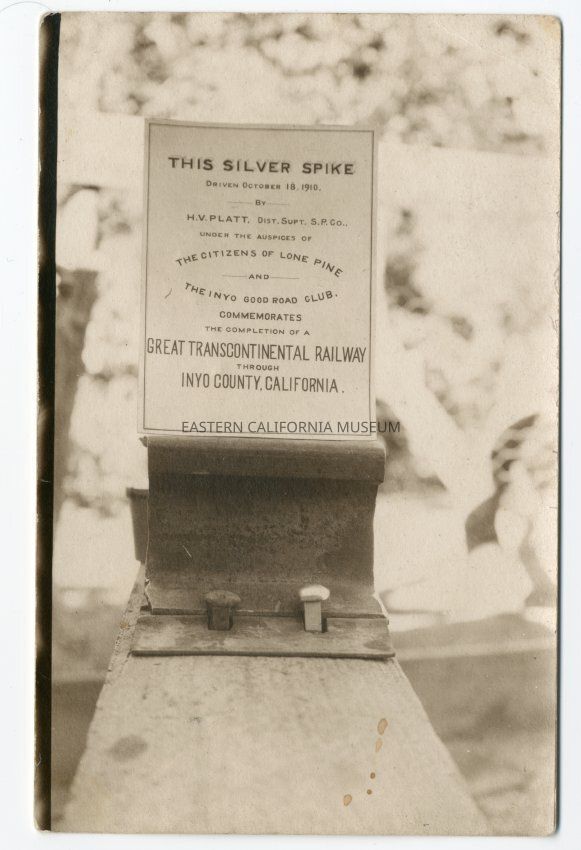 THIS SILVER SPIKE
DRIVEN OCTOBER 18, 1910.
BY
H.V. PLATT, DIST. SUPT. S.P. CO.,
UNDER THE AUSPICES OF
THE CITIZENS OF LONE PINE
AND
THE INYO GOOD ROAD CLUB.
COMMEMORATES
THE COMPLETION OF A
GREAT TRANSCONTINENTAL RAILWAY
THROUGH
INYO COUNTY, CALIFORNIA.
EASTERN CALIFORNIA MUSEUM